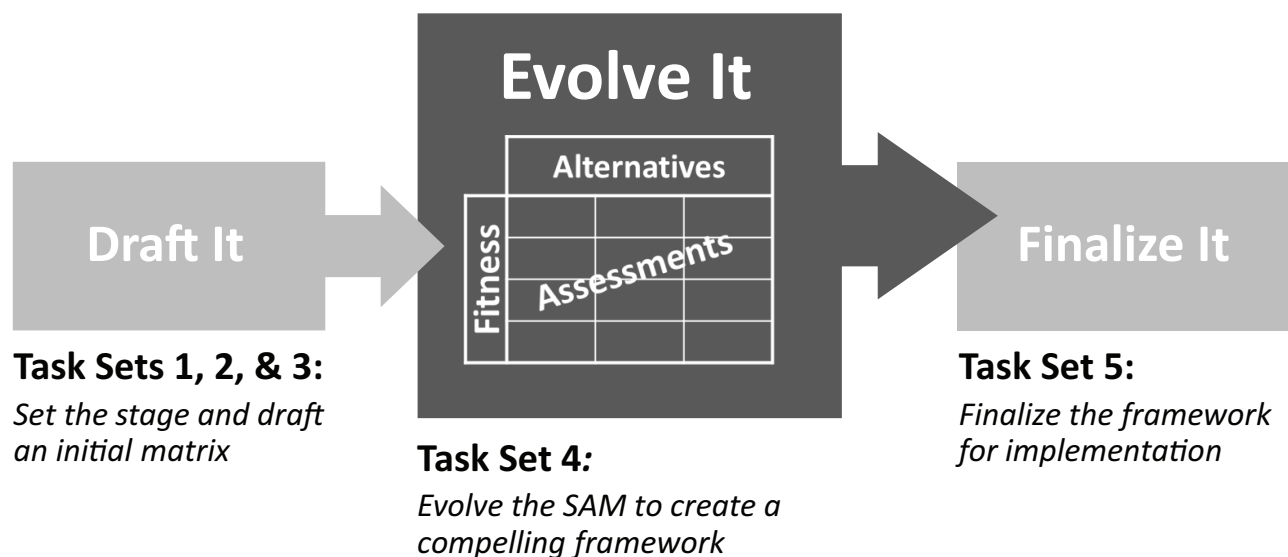 Draft It
Task Sets 1, 2, & 3:
Set the stage and draft
an initial matrix
Evolve It
Alternatives
Fitness
Assessments
Task Set 4:
Evolve the SAM to create a
compelling framework
Finalize It
Task Set 5:
Finalize the framework
for implementation